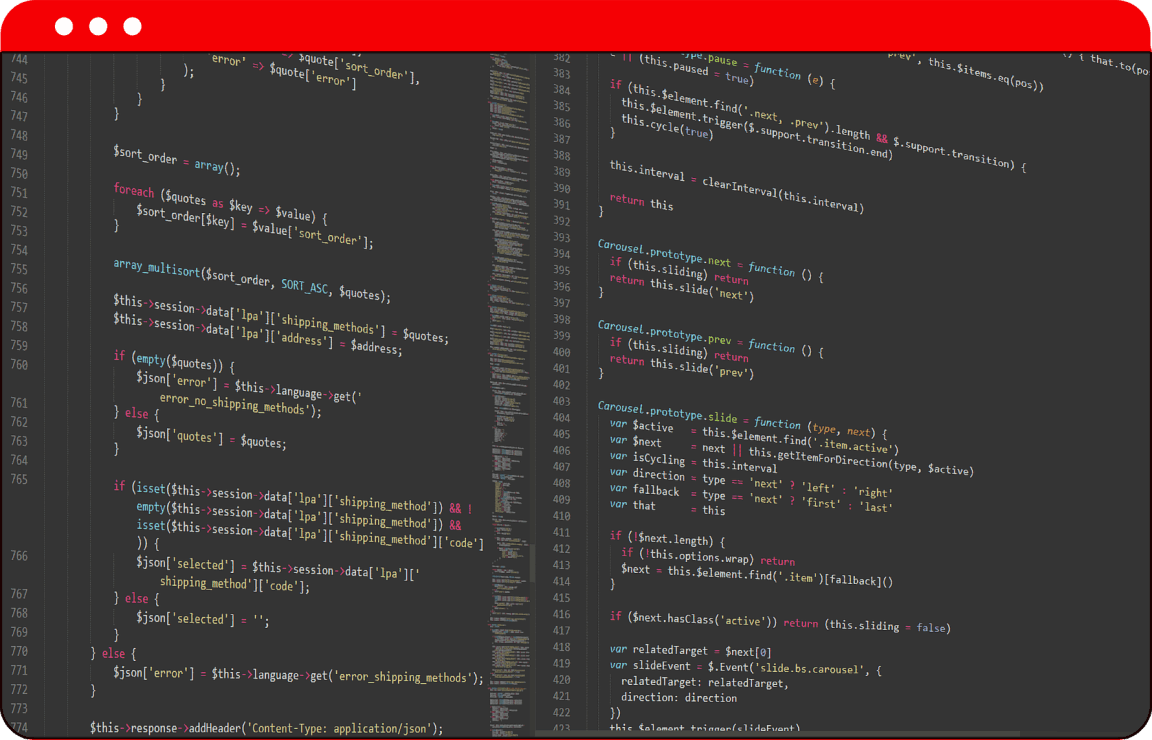 744
745
746
747
748
749
750
751
752
753
754
755
756
757
758
759
760
761
762
763
764
765
766
767
768
769
770
771
772
773
774
=> $quote['sort_order'],
error' => $quote['error']
);
}
}
}
$sort_order = array();
foreach ($quotes as $key => $value) {
$sort_order[$key] = $value['sort_order'];
}
array_multisort($sort_order, SORT_ASC, $quotes);
$this->session->data['lpa']['shipping_methods'] = $quotes;
$this->session->data['lpa']['address'] = $address;
if (empty($quotes)) {
$json['error'] = $this->language->get('
error_no_shipping_methods');
} else {
$json['quotes'] = $quotes;
}
if (isset($this->session->data['lpa']['shipping_method']) && !
empty($this->session->data['lpa']['shipping_method']) &&
isset($this->session->data['lpa']['shipping_method']['code']
)) {
$json['selected'] = $this->session->data['lpa']['
shipping_method']['code'];
} else {
$json['selected'] = '';
}
} else {
$json['error'] = $this->language->get('error_shipping_methods');
}
$this->response->addHeader('Content-Type: application/json');
382
383
384
385
386
387
388
389
390
391
392
393
394
395
396
397
398
399
400
401
402
403
404
405
406
407
408
409
410
411
412
413
414
415
416
417
418
419
420
421
422
423
prev', this.$items.eq(pos))
() { that.to(pos
.pause = function (e) {
|| (this.paused = true)
if (this.$element.find('.next, .prev').length && $.support.transition) {
this.$element.trigger($.support.transition.end)
this.cycle(true)
}
this.interval = clearInterval(this.interval)
return this
}
Carousel.prototype.next = function () {
if (this.sliding) return
return this.slide('next')
}
Carousel.prototype.prev = function () {
if (this.sliding) return
return this.slide('prev')
}
Carousel.prototype.slide = function (type, next) {
var $active = this.$element.find('.item.active')
var $next = next || this.getItemForDirection(type, $active)
var isCycling = this.interval
var direction = type == 'next' ? 'left' : 'right'
var fallback = type == 'next' ? 'first' : 'last'
var that = this
if (!$next.length) {
if (!this.options.wrap) return
$next = this.$element.find('.item')[fallback]()
}
if ($next.hasClass('active')) return (this.sliding = false)
var relatedTarget = $next[0]
var slideEvent = $.Event('slide.bs.carousel', {
relatedTarget: relatedTarget,
direction: direction
})
this.$element.trigger(slideEvent)